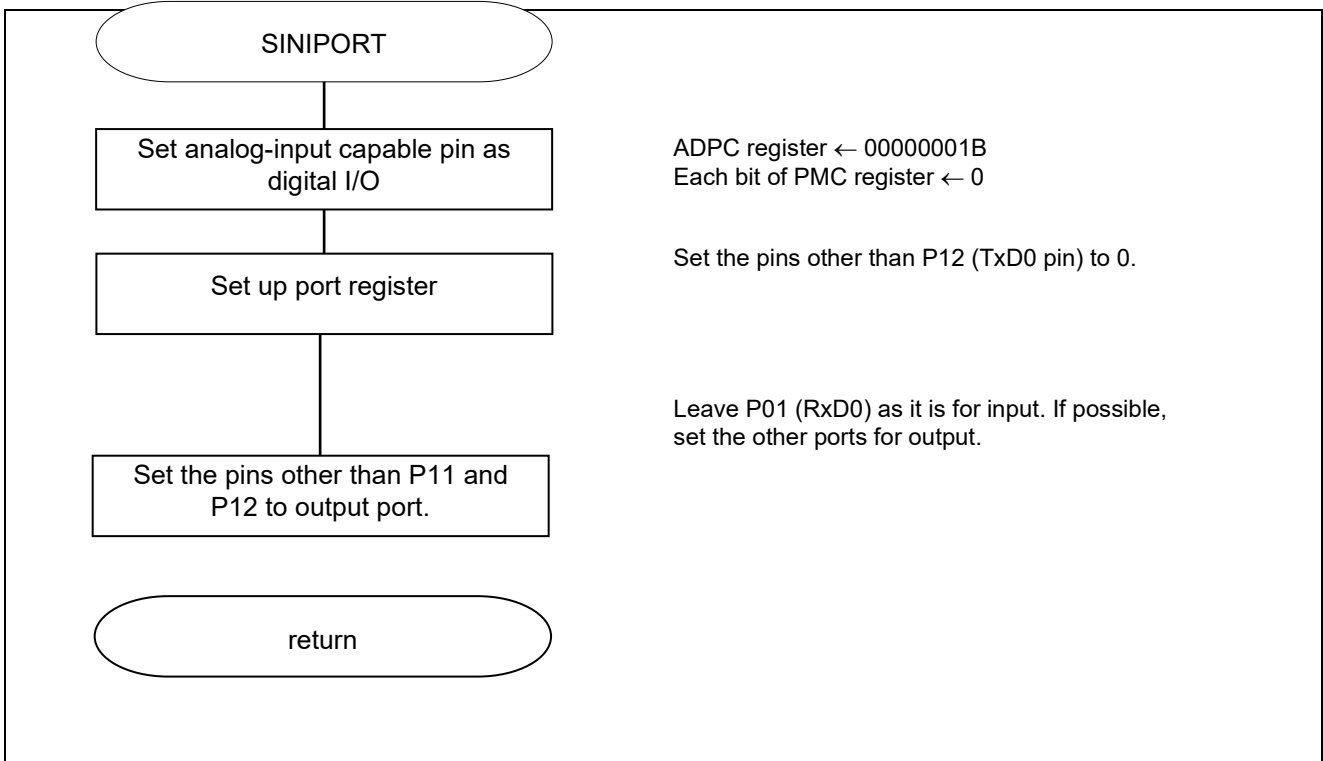 SINIPORT
Set analog-input capable pin as
digital I/O
ADPC register ← 00000001B
Each bit of PMC register ← 0
Set up port register
Set the pins other than P12 (TxD0 pin) to 0.
Leave P01 (RxD0) as it is for input. If possible,
set the other ports for output.
Set the pins other than P11 and
P12 to output port.
return